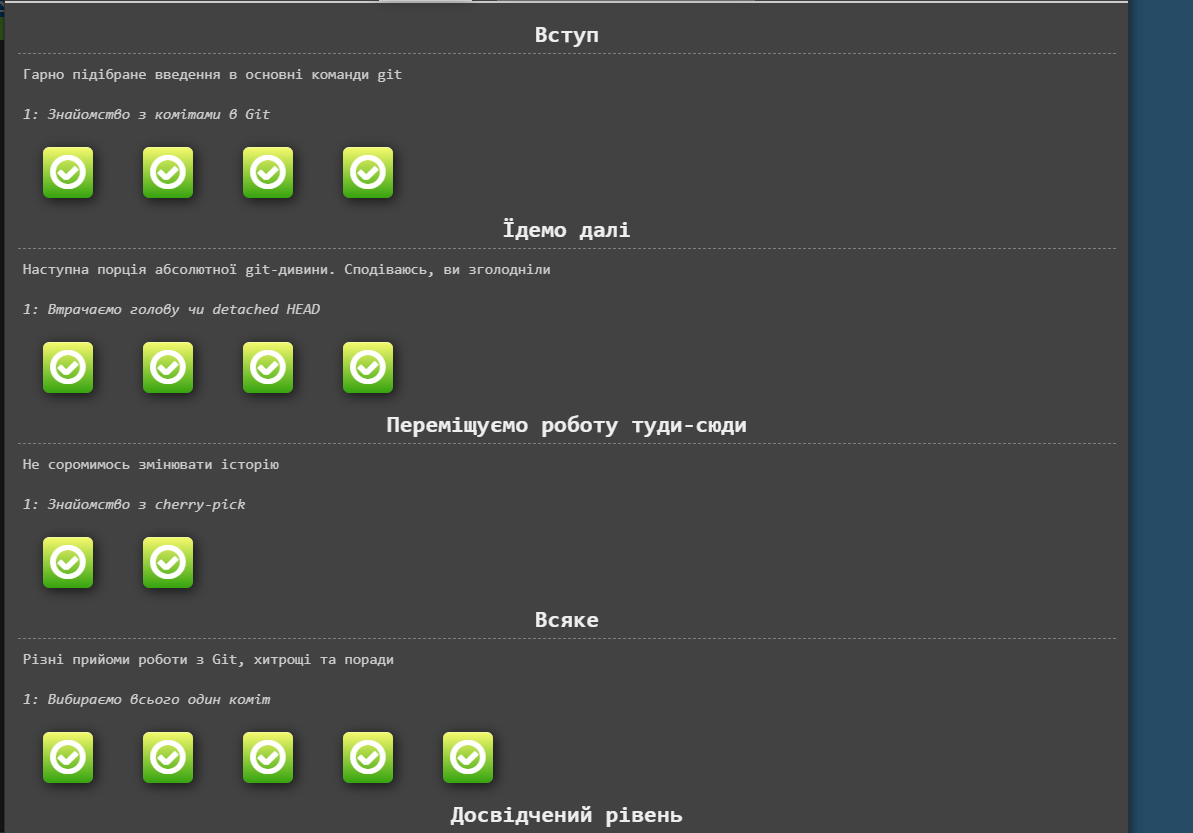 Вступ
Гарно підібране введення в основні команди git
1: Знайомство з комітами в Git
Їдемо далі
Наступна порція абсолютної git-дивини. Сподіваюсь, ви зголодніли
1: Втрачаємо голову чи detached HEAD
Переміщуємо роботу туди-сюди
Не соромимось змінювати історію
1: Знайомство з cherry-pick
Всяке
Різні прийоми роботи з Git, хитрощі та поради
1: Вибираємо всього один коміт
Досвідчений рівень